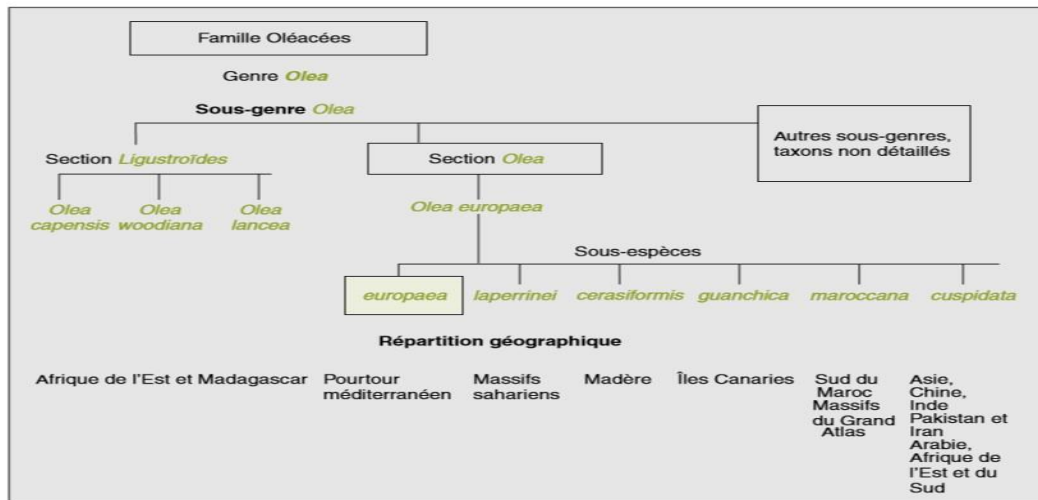 Famille Oléacées
Genre Olea
Sous-genre Olea
Autres sous-genres,
taxons non détaillés
Section Ligustroïdes
Section Olea
Olea
capensis
Olea
woodiana
Olea
lancea
Olea europaea
Sous-espèces
europaea
laperrinei
cerasiformis
guanchica
maroccana
cuspidata
Répartition géographique
Afrique de l'Est et Madagascar
Pourtour
méditerranéen
Massifs
sahariens
Madère
Îles Canaries
Sud du
Maroc
Massifs
du Grand
Atlas
Asie,
Chine,
Inde
Pakistan et
Iran
Arabie,
Afrique de
l'Est et du
Sud